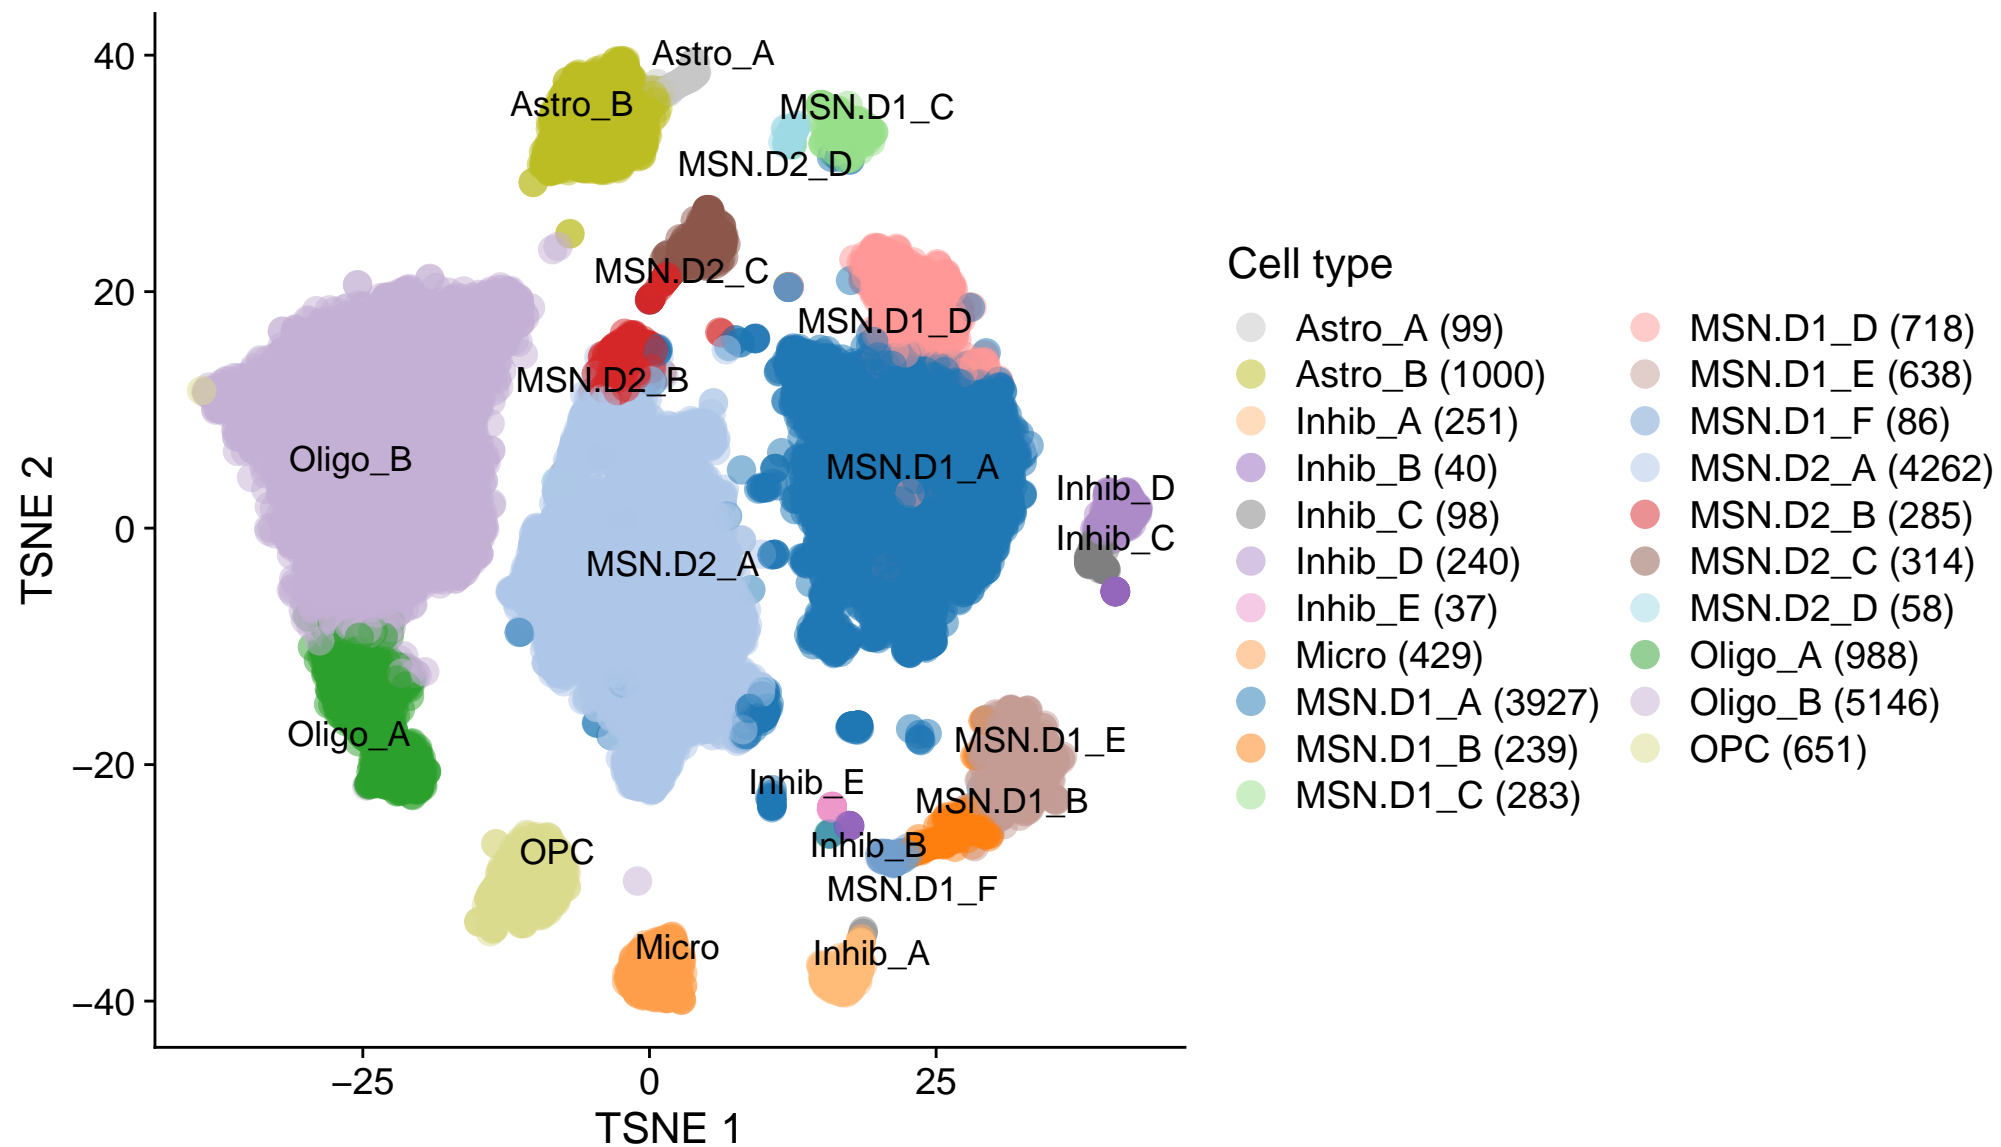 40
20
0
−20
−40
TSNE 2
−25
0
25
TSNE 1
Astro_A
Astro_B
MSN.D1_C
MSN.D2_D
MSN.D2_C
MSN.D1_D
MSN.D2_B
Oligo_B
MSN.D1_A
Inhib_D
Inhib_C
MSN.D2_A
Oligo_A
MSN.D1_E
Inhib_E
MSN.D1_B
OPC
Inhib_B
MSN.D1_F
Micro
Inhib_A
Cell type
Astro_A (99)
Astro_B (1000)
Inhib_A (251)
Inhib_B (40)
Inhib_C (98)
Inhib_D (240)
Inhib_E (37)
Micro (429)
MSN.D1_A (3927)
MSN.D1_B (239)
MSN.D1_C (283)
MSN.D1_D (718)
MSN.D1_E (638)
MSN.D1_F (86)
MSN.D2_A (4262)
MSN.D2_B (285)
MSN.D2_C (314)
MSN.D2_D (58)
Oligo_A (988)
Oligo_B (5146)
OPC (651)